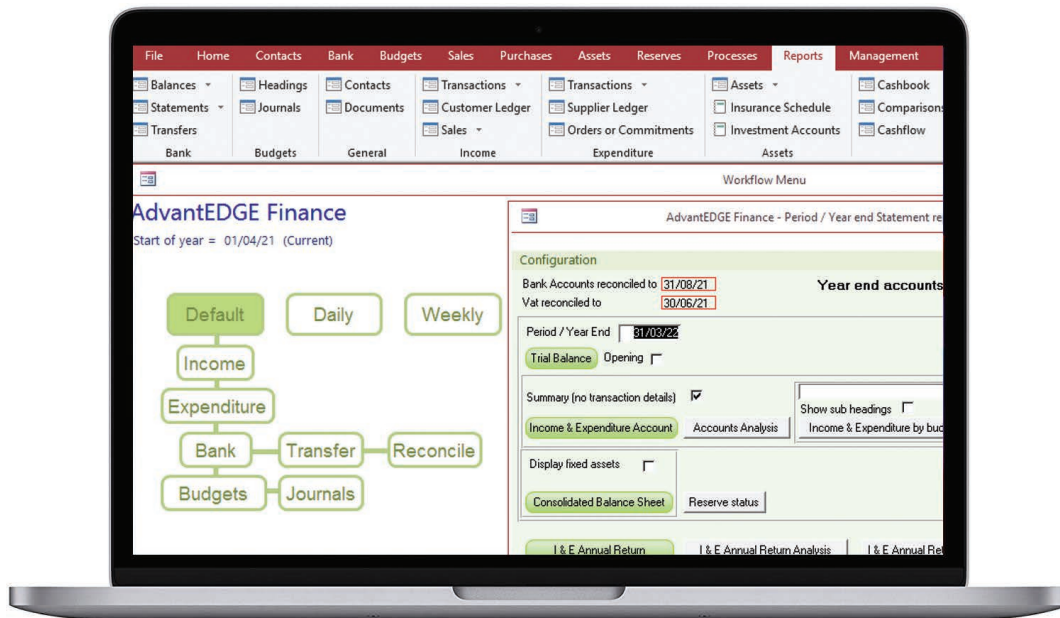 File Home Contacts Bank Budgets Sales Purchases Assets Reserves Processes Reports Management
Balances Headings Contacts Transactions Transactions Assets Cashbook
Statements Journals Documents Customer Ledger Supplier Ledger Insurance Schedule Comparisons
Transfers Sales Orders or Commitments Investment Accounts Cashflow
Bank Budgets General Income Expenditure Assets
Workflow Menu
AdvantEDGE Finance
Start of year = 01/04/21 (Current)
Default Daily Weekly
Income
Expenditure
Bank Transfer Reconcile
Budgets Journals
AdvantEDGE Finance - Period / Year end Statement re
Configuration
Bank Accounts reconciled to 31/08/21 Year end accounts
Vat reconciled to 30/06/21
Period / Year End 31/03/22
Trial Balance Opening
Summary (no transaction details)
Show sub headings
Income & Expenditure Account Accounts Analysis Income & Expenditure by bud
Display fixed assets
Consolidated Balance Sheet Reserve status
I & E Annual Return I & E Annual Return Analysis I & E Annual Ret